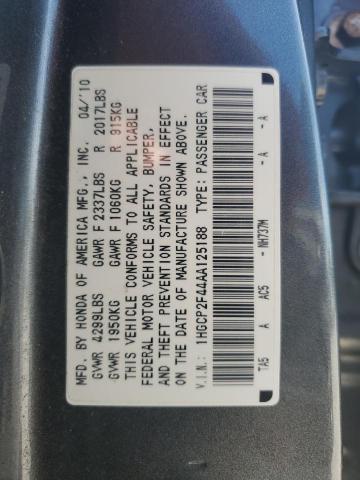 MFD. BY HONDA OF AMERICA MFG., INC. 04/'10
GVWR 4299LBS GAWR F 2337LBS R 2017LBS
GVWR 1950KG GAWR F 1060KG R 915KG
THIS VEHICLE CONFORMS TO ALL APPLICABLE
FEDERAL MOTOR VEHICLE SAFETY, BUMPER,
AND THEFT PREVENTION STANDARDS IN EFFECT
ON THE DATE OF MANUFACTURE SHOWN ABOVE.
V.I.N.: 1HGCP2F44AA125188 TYPE: PASSENGER CAR
TA5 A AC5 - NH737M - A - A